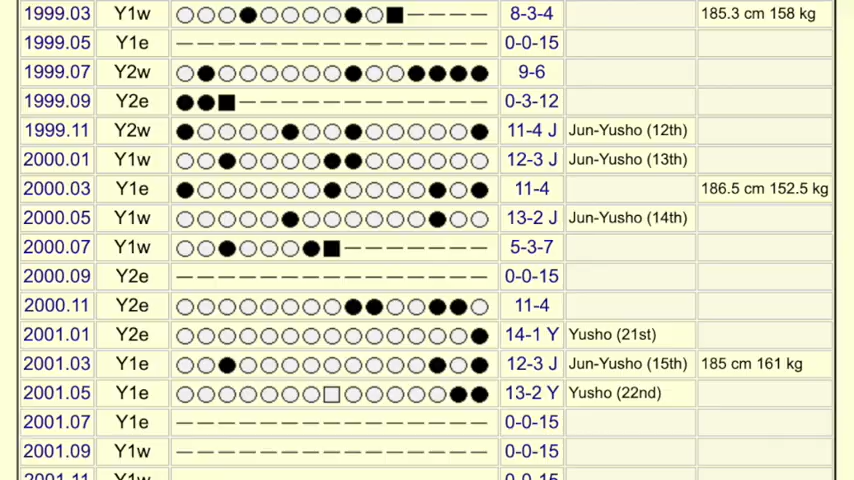 1999.03 Y1w 8-3-4 185.3 cm 158 kg
1999.05 Y1e 0-0-15
1999.07 Y2w 9-6
1999.09 Y2e 0-3-12
1999.11 Y2w 11-4 J Jun-Yusho (12th)
2000.01 Y1w 12-3 J Jun-Yusho (13th)
2000.03 Y1e 11-4 186.5 cm 152.5 kg
2000.05 Y1w 13-2 J Jun-Yusho (14th)
2000.07 Y1w 5-3-7
2000.09 Y2e 0-0-15
2000.11 Y2e 11-4
2001.01 Y2e 14-1 Y Yusho (21st)
2001.03 Y1e 12-3 J Jun-Yusho (15th) 185 cm 161 kg
2001.05 Y1e 13-2 Y Yusho (22nd)
2001.07 Y1e 0-0-15
2001.09 Y1w 0-0-15
2001.11 Y1w 0-0-15